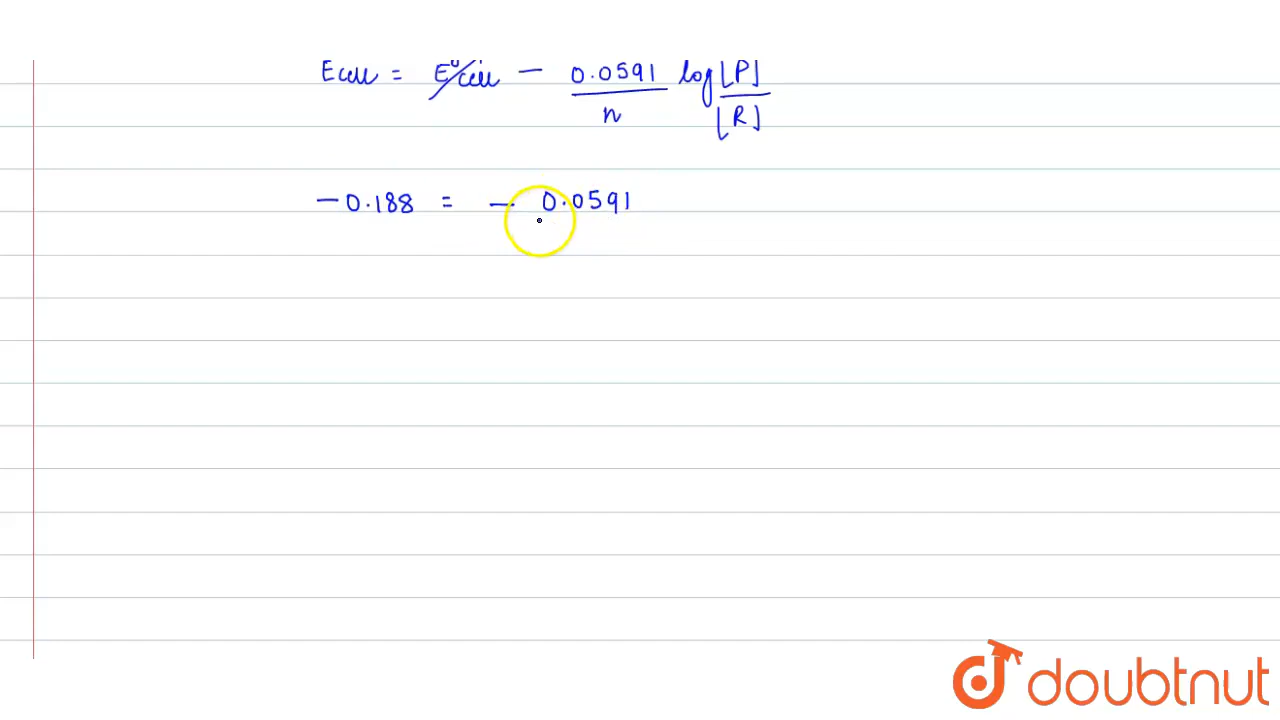 Ecell = E°cell - 0.0591/n log [P]/[R]
-0.188 = - 0.0591
doubtnut